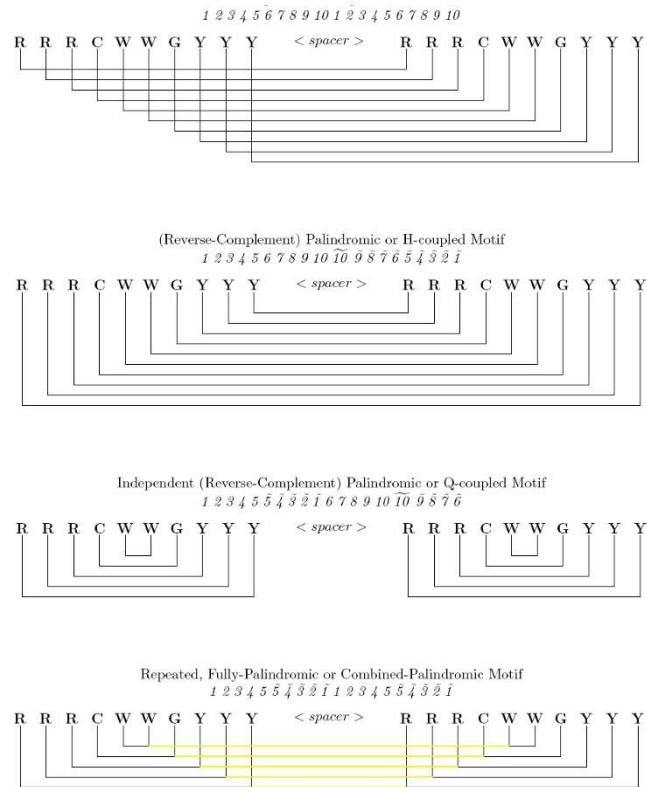 1 2 3 4 5 6 7 8 9 10 1 2 3 4 5 6 7 8 9 10
R R R C W W G Y Y Y < spacer > R R R C W W G Y Y Y
(Reverse-Complement) Palindromic or H-coupled Motif
1 2 3 4 5 6 7 8 9 10 1͠0 9̃ 8̃ 7̃ 6̃ 5̃ 4̃ 3̃ 2̃ 1̃
R R R C W W G Y Y Y < spacer > R R R C W W G Y Y Y
Independent (Reverse-Complement) Palindromic or Q-coupled Motif
1 2 3 4 5 5̃ 4̃ 3̃ 2̃ 1̃ 6 7 8 9 10 1͠0 9̃ 8̃ 7̃ 6̃
R R R C W W G Y Y Y < spacer > R R R C W W G Y Y Y
Repeated, Fully-Palindromic or Combined-Palindromic Motif
1 2 3 4 5 5̃ 4̃ 3̃ 2̃ 1̃ 1 2 3 4 5 5̃ 4̃ 3̃ 2̃ 1̃
R R R C W W G Y Y Y < spacer > R R R C W W G Y Y Y